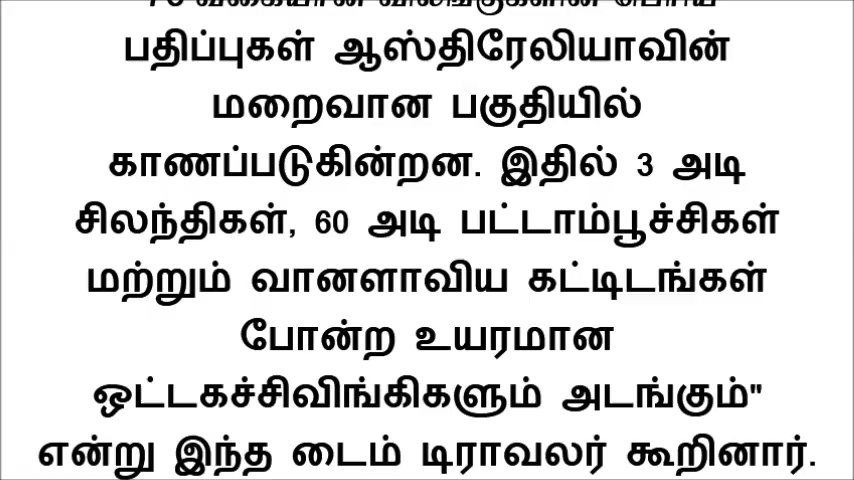 பதிப்புகள் ஆஸ்திரேலியாவின்
மறைவான பகுதியில்
காணப்படுகின்றன. இதில் 3 அடி
சிலந்திகள், 60 அடி பட்டாம்பூச்சிகள்
மற்றும் வானளாவிய கட்டிடங்கள்
போன்ற உயரமான
ஒட்டகச்சிவிங்கிகளும் அடங்கும்"
என்று இந்த டைம் டிராவலர் கூறினார்.